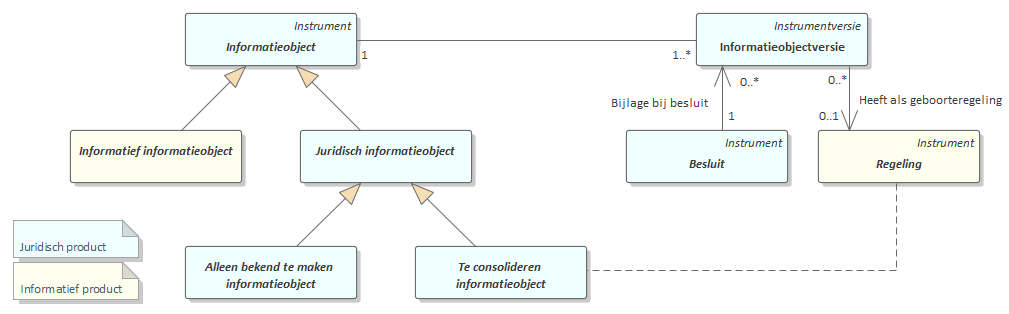 Instrument
Informatieobject
1
1..*
Instrumentversie
Informatieobjectversie
0..*
0..*
Bijlage bij besluit
Heeft als geboorteregeling
1
0..1
Informatief informatieobject
Juridisch informatieobject
Instrument
Besluit
Instrument
Regeling
Juridisch product
Informatief product
Alleen bekend te maken
informatieobject
Te consolideren
informatieobject